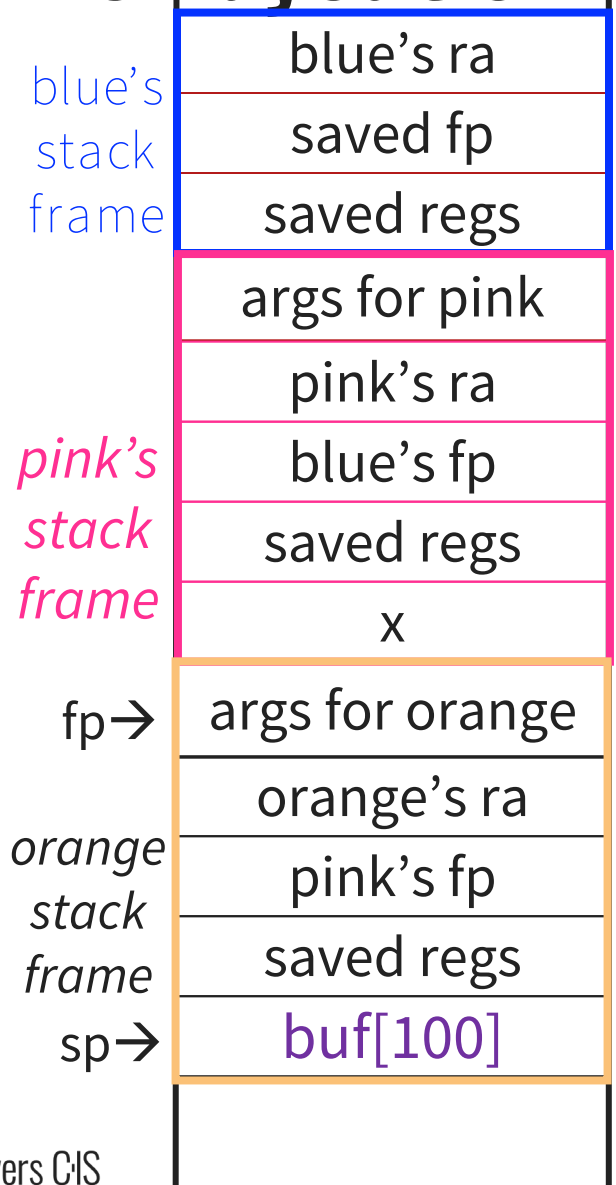 blue’s ra
blue’s
stack
frame
saved fp
saved regs
args for pink
pink’s ra
pink’s
stack
frame
blue’s fp
saved regs
x
fp→
args for orange
orange’s ra
orange
stack
frame
pink’s fp
saved regs
sp→
buf[100]
C·IS